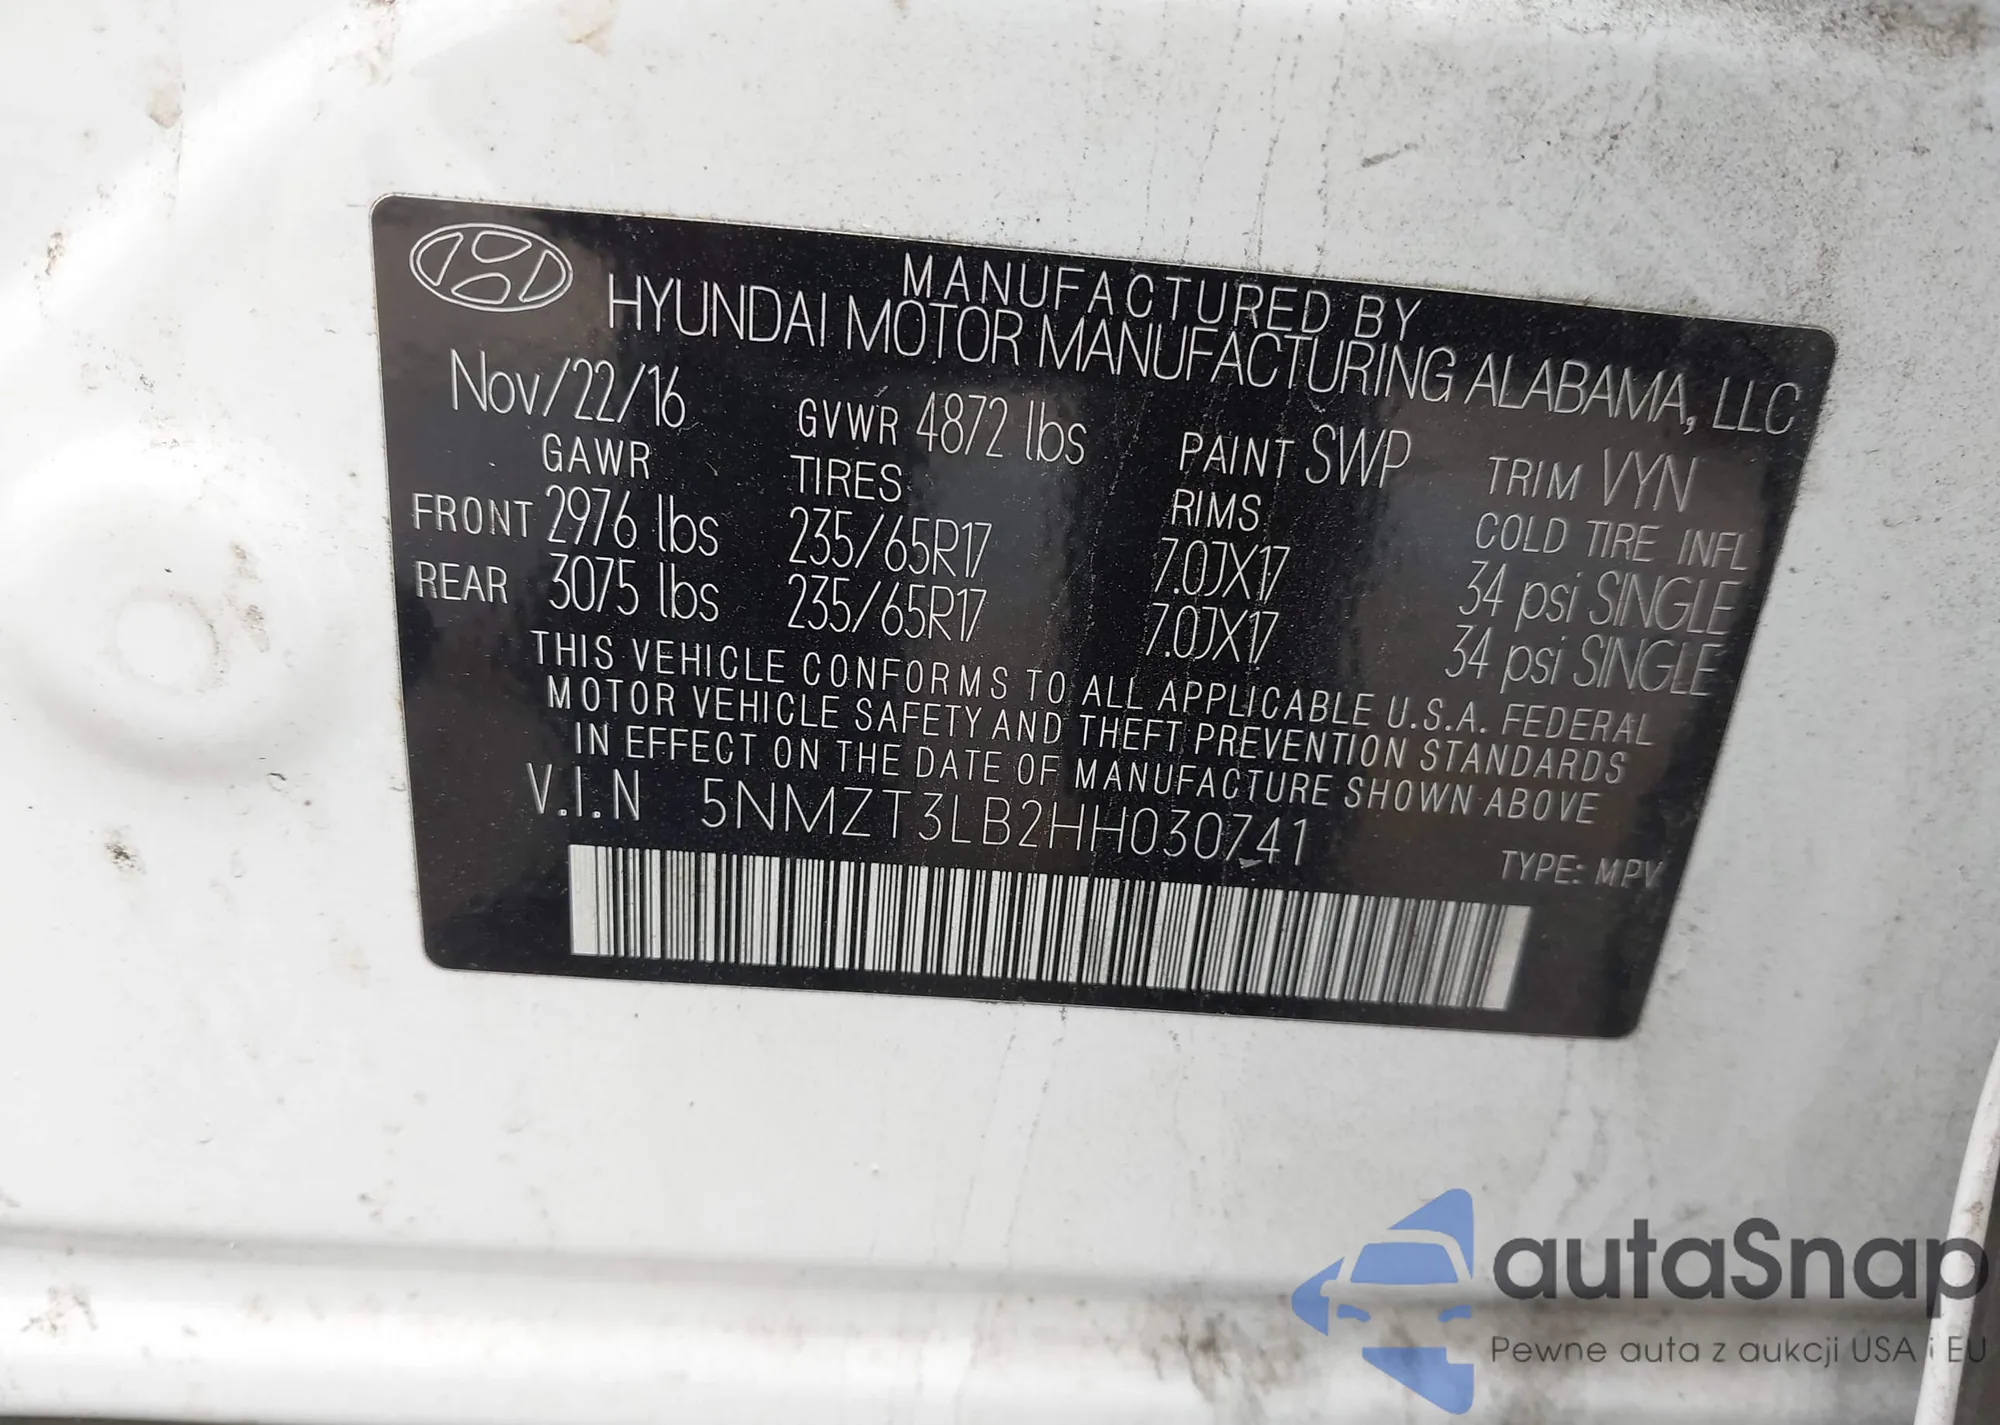 MANUFACTURED BY
HYUNDAI MOTOR MANUFACTURING ALABAMA, LLC
Nov/22/16 GVWR 4872 lbs PAINT SWP TRIM VYN
GAWR TIRES RIMS COLD TIRE INFL
FRONT 2976 lbs 235/65R17 7.0JX17 34 psi SINGLE
REAR 3075 lbs 235/65R17 7.0JX17 34 psi SINGLE
THIS VEHICLE CONFORMS TO ALL APPLICABLE U.S.A. FEDERAL
MOTOR VEHICLE SAFETY AND THEFT PREVENTION STANDARDS
IN EFFECT ON THE DATE OF MANUFACTURE SHOWN ABOVE
V.I.N 5NMZT3LB2HH030741
TYPE: MPV
autaSnap
Pewne auta z aukcji USA i EU